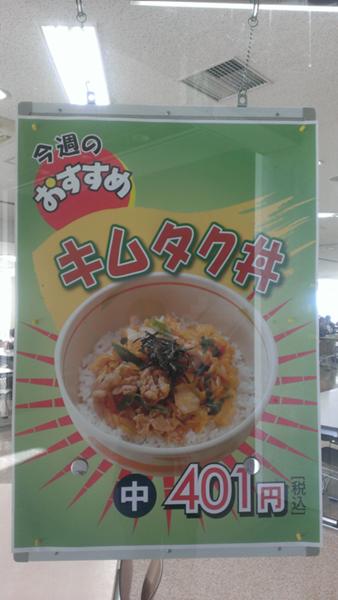 今週の
おすすめ
キムタク丼
中 401円 [税込]